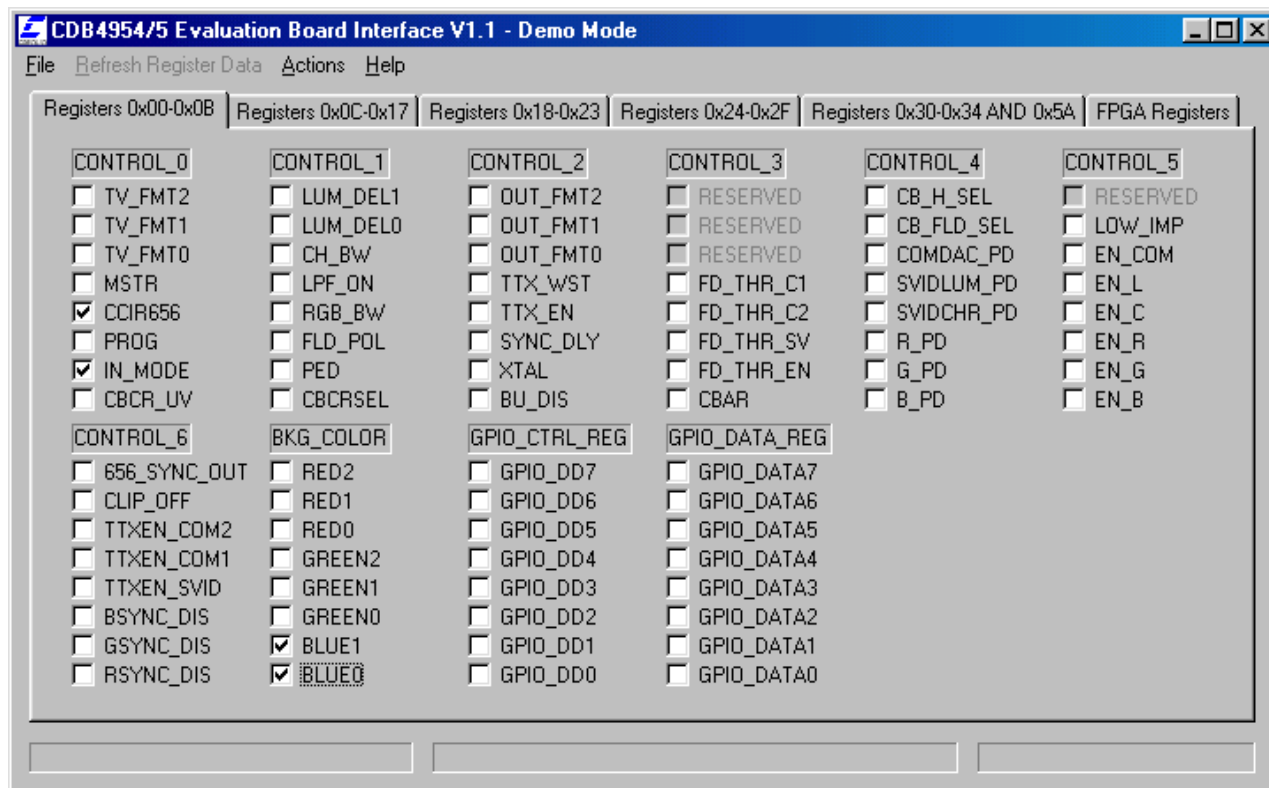 CDB4954/5 Evaluation Board Interface V1.1 - Demo Mode
File Refresh Register Data Actions Help
Registers 0x00-0x0B Registers 0x0C-0x17 Registers 0x18-0x23 Registers 0x24-0x2F Registers 0x30-0x34 AND 0x5A FPGA Registers
CONTROL_0 CONTROL_1 CONTROL_2 CONTROL_3 CONTROL_4 CONTROL_5
TV_FMT2 LUM_DEL1 OUT_FMT2 RESERVED CB_H_SEL RESERVED
TV_FMT1 LUM_DEL0 OUT_FMT1 RESERVED CB_FLD_SEL LOW_IMP
TV_FMT0 CH_BW OUT_FMT0 RESERVED COMDAC_PD EN_COM
MSTR LPF_ON TTX_WST FD_THR_C1 SVIDLUM_PD EN_L
CCIR656 RGB_BW TTX_EN FD_THR_C2 SVIDCHR_PD EN_C
PROG FLD_POL SYNC_DLY FD_THR_SV R_PD EN_R
IN_MODE PED XTAL FD_THR_EN G_PD EN_G
CBCR_UV CBCRSEL BU_DIS CBAR B_PD EN_B
CONTROL_6 BKG_COLOR GPIO_CTRL_REG GPIO_DATA_REG
656_SYNC_OUT RED2 GPIO_DD7 GPIO_DATA7
CLIP_OFF RED1 GPIO_DD6 GPIO_DATA6
TTXEN_COM2 RED0 GPIO_DD5 GPIO_DATA5
TTXEN_COM1 GREEN2 GPIO_DD4 GPIO_DATA4
TTXEN_SVID GREEN1 GPIO_DD3 GPIO_DATA3
BSYNC_DIS GREEN0 GPIO_DD2 GPIO_DATA2
GSYNC_DIS BLUE1 GPIO_DD1 GPIO_DATA1
RSYNC_DIS BLUE0 GPIO_DD0 GPIO_DATA0